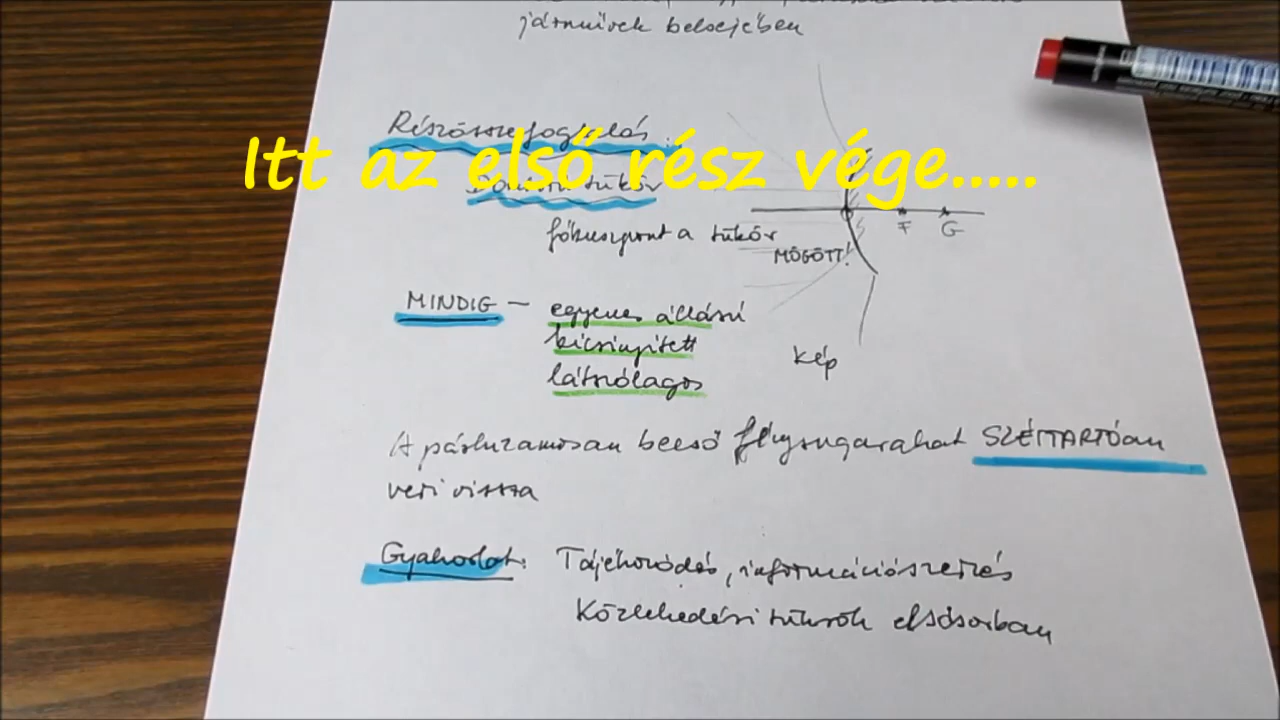 járművek belsejében
Részösszefoglalás:
Itt az első rész vége.....
Domború tükör
fókuszpont a tükör
MÖGÖTT!
F G
MINDIG – egyenes állású
kicsinyített
látszólagos
kép
A párhuzamosan beeső fénysugarakat SZÉTTARTÓan
veri vissza
Gyakorlat: Tájékozódás, információszerzés
Közlekedési tükrök elsősorban